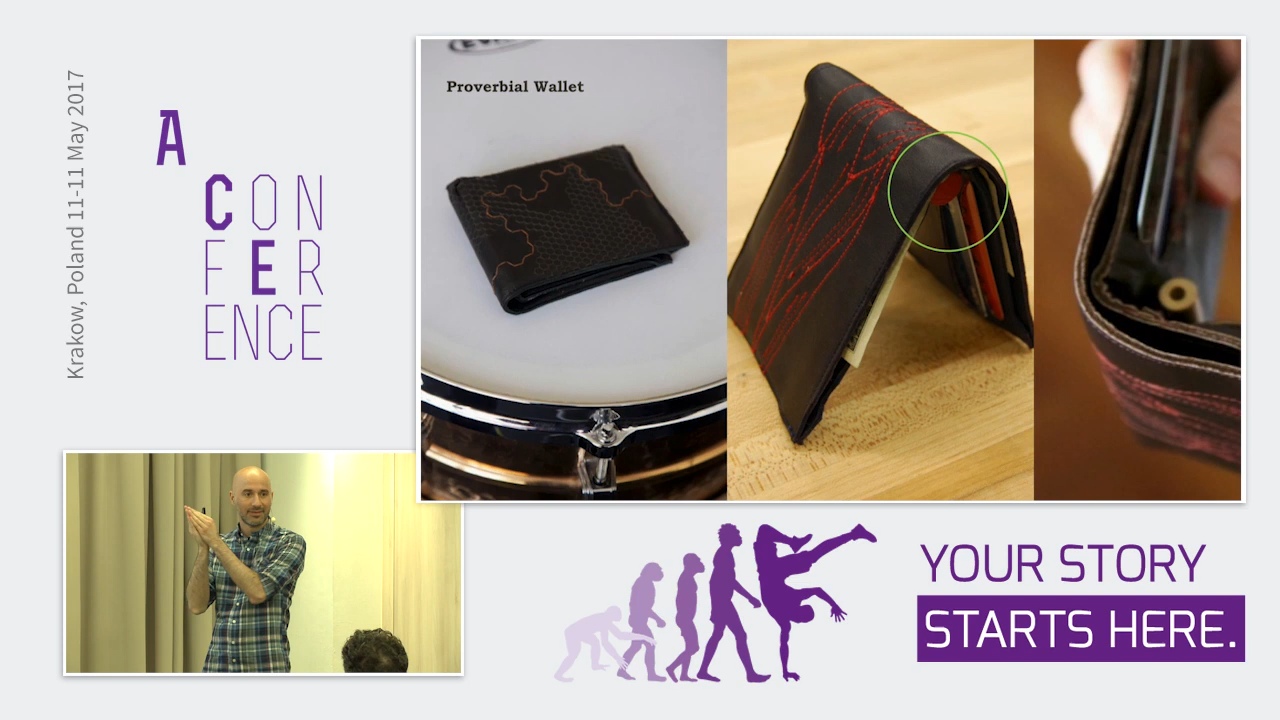 Krakow, Poland 11-11 May 2017
A
CON
FER
ENCE
Proverbial Wallet
YOUR STORY
STARTS HERE.